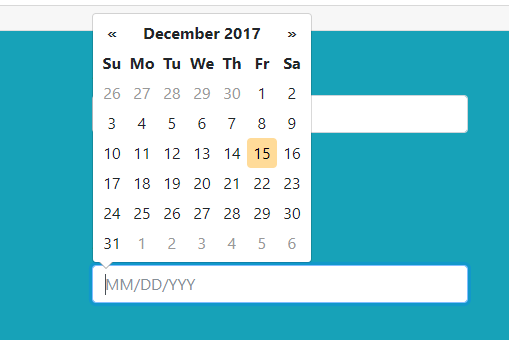 « December 2017 »
Su Mo Tu We Th Fr Sa
26 27 28 29 30 1 2
3 4 5 6 7 8 9
10 11 12 13 14 15 16
17 18 19 20 21 22 23
24 25 26 27 28 29 30
31 1 2 3 4 5 6
MM/DD/YYY